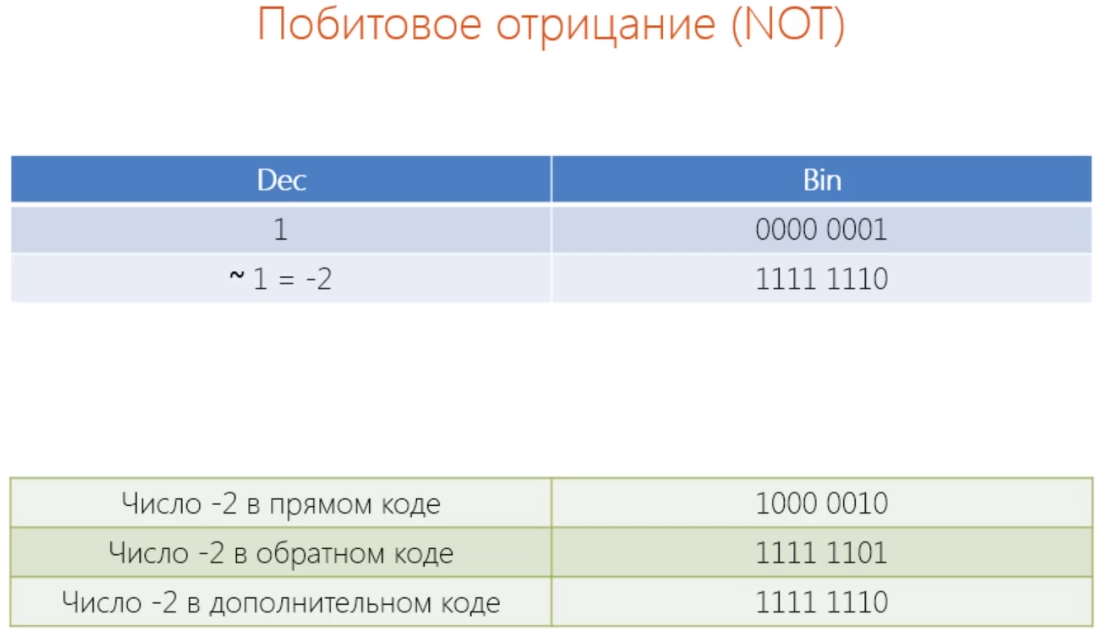 Побитовое отрицание (NOT)
Dec Bin
1 0000 0001
~ 1 = -2 1111 1110
Число -2 в прямом коде 1000 0010
Число -2 в обратном коде 1111 1101
Число -2 в дополнительном коде 1111 1110